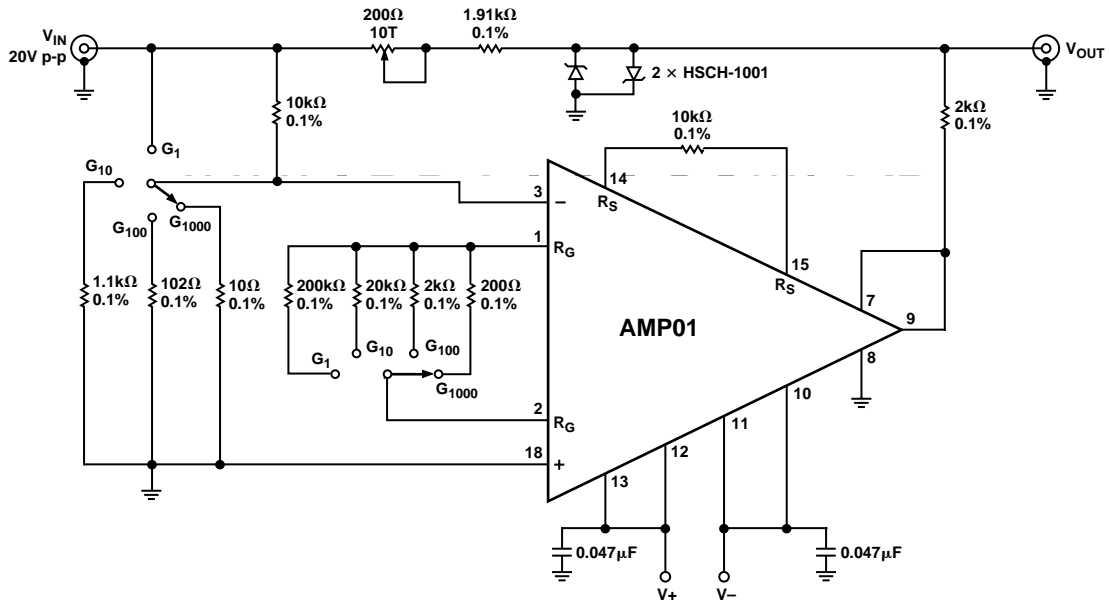 V_IN
20V p-p
200Ω
10T
1.91kΩ
0.1%
V_OUT
2 × HSCH-1001
10kΩ
0.1%
2kΩ
0.1%
10kΩ
0.1%
G_1
G_10
G_100
G_1000
3
−
14
R_S
1
R_G
15
R_S
1.1kΩ
0.1%
102Ω
0.1%
10Ω
0.1%
200kΩ
0.1%
20kΩ
0.1%
2kΩ
0.1%
200Ω
0.1%
AMP01
7
9
8
G_1
G_10
G_100
G_1000
2
R_G
18
+
10
11
12
13
0.047μF
0.047μF
V+
V−